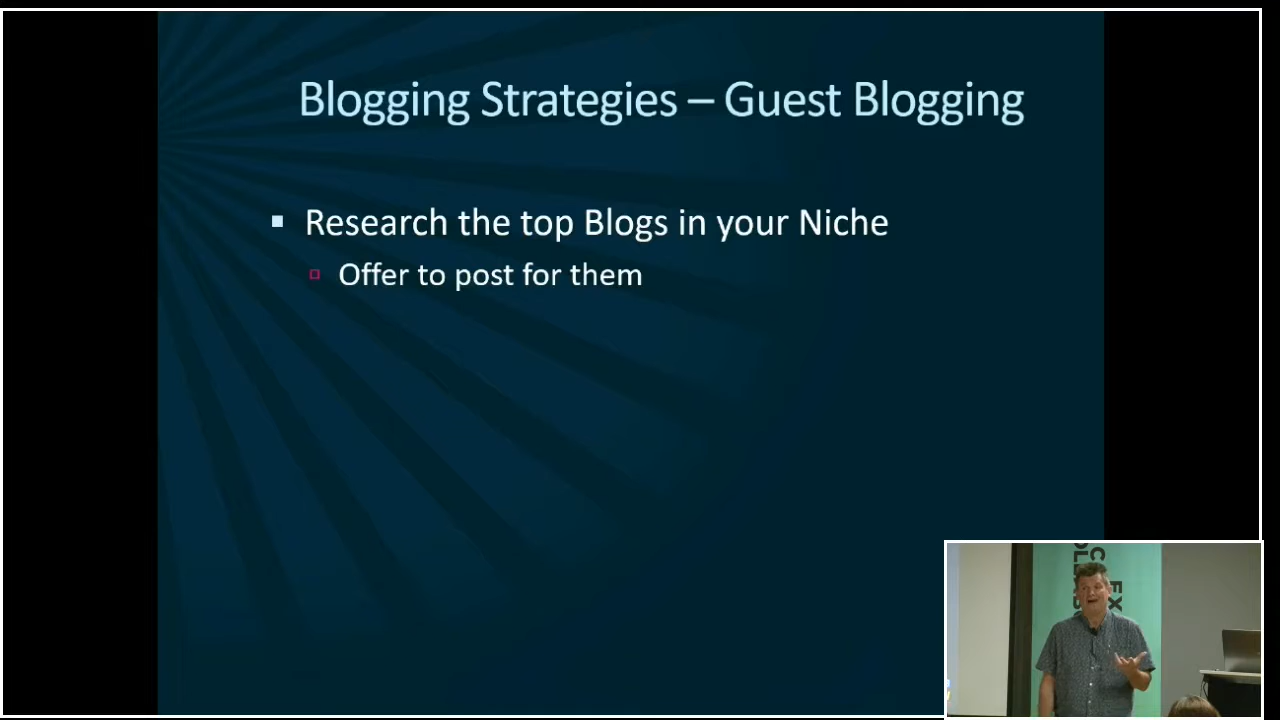 Blogging Strategies – Guest Blogging
Research the top Blogs in your Niche
Offer to post for them